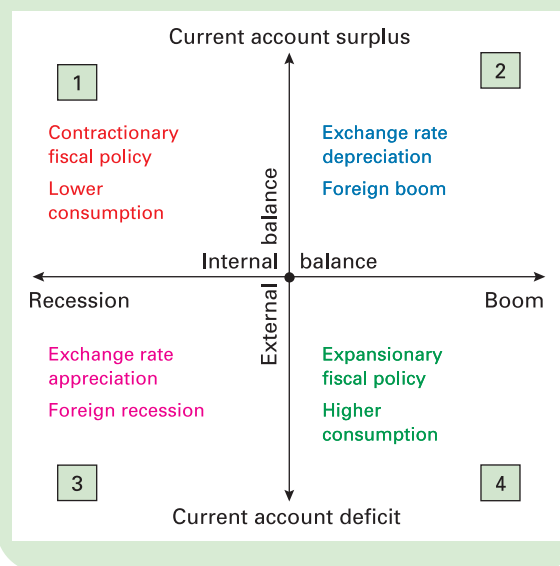 Current account surplus
1
2
Contractionary
fiscal policy
Lower
consumption
Exchange rate
depreciation
Foreign boom
Internal balance
External balance
Recession
Boom
Exchange rate
appreciation
Foreign recession
Expansionary
fiscal policy
Higher
consumption
3
4
Current account deficit